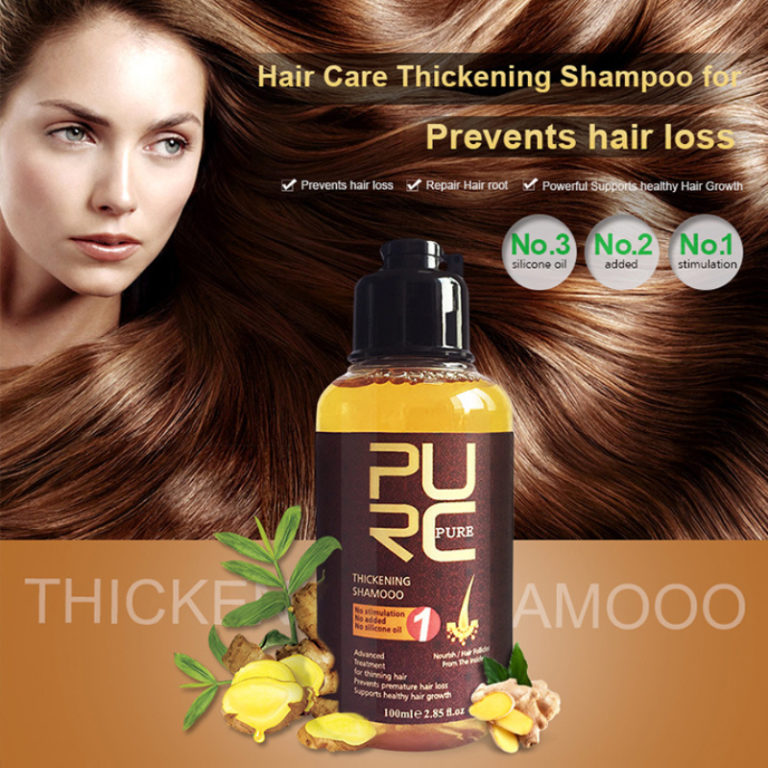 Hair Care Thickening Shampoo for
Prevents hair loss
Prevents hair loss Repair Hair root Powerful Supports healthy Hair Growth
No.3 No.2 No.1
silicone oil added stimulation
PU
RC
PURE
THICKENING
SHAMOOO
No stimulation
No added
No silicone oil
1
Advanced
Treatment
for thinning hair
Prevents premature hair loss
Supports healthy hair growth
Nourish / Hair Follicles
From The
100ml e 2.85 fl.oz
THICKE AMOOO